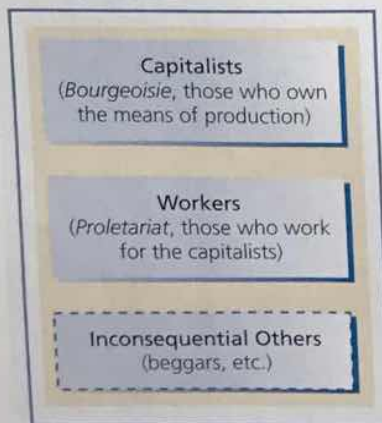 Capitalists
(Bourgeoisie, those who own
the means of production)
Workers
(Proletariat, those who work
for the capitalists)
Inconsequential Others
(beggars, etc.)